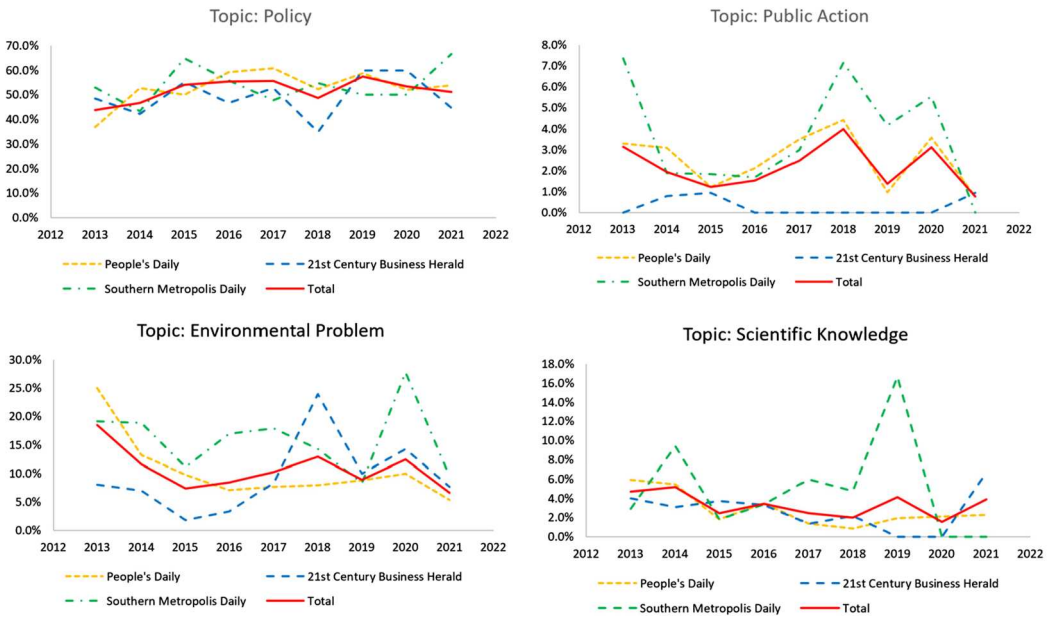 Topic: Policy
70.0%
60.0%
50.0%
40.0%
30.0%
20.0%
10.0%
0.0%
2012 2013 2014 2015 2016 2017 2018 2019 2020 2021 2022
People's Daily 21st Century Business Herald
Southern Metropolis Daily Total
Topic: Public Action
8.0%
7.0%
6.0%
5.0%
4.0%
3.0%
2.0%
1.0%
0.0%
2012 2013 2014 2015 2016 2017 2018 2019 2020 2021 2022
People's Daily 21st Century Business Herald
Southern Metropolis Daily Total
Topic: Environmental Problem
30.0%
25.0%
20.0%
15.0%
10.0%
5.0%
0.0%
2012 2013 2014 2015 2016 2017 2018 2019 2020 2021 2022
People's Daily 21st Century Business Herald
Southern Metropolis Daily Total
Topic: Scientific Knowledge
18.0%
16.0%
14.0%
12.0%
10.0%
8.0%
6.0%
4.0%
2.0%
0.0%
2012 2013 2014 2015 2016 2017 2018 2019 2020 2021 2022
People's Daily 21st Century Business Herald
Southern Metropolis Daily Total